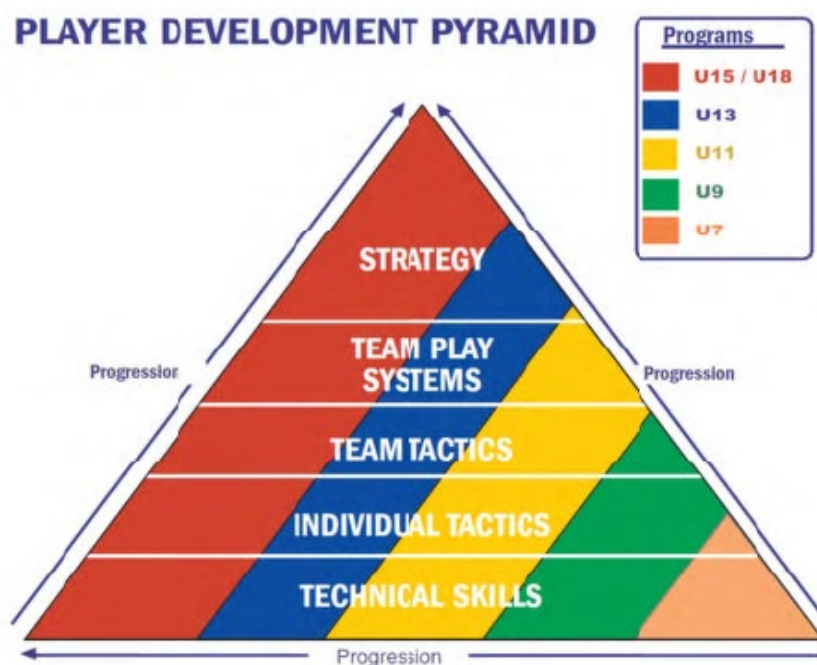 PLAYER DEVELOPMENT PYRAMID
Programs
U15 / U18
U13
U11
U9
U7
STRATEGY
TEAM PLAY
SYSTEMS
Progression
Progression
TEAM TACTICS
INDIVIDUAL TACTICS
TECHNICAL SKILLS
Progression